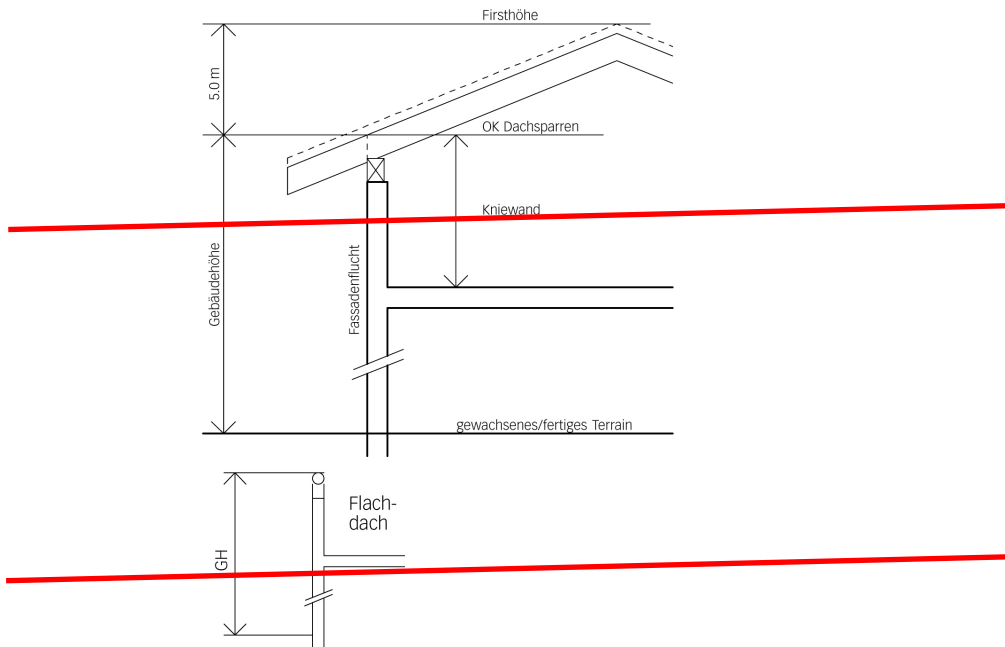 Firsthöhe
5.0 m
OK Dachsparren
Kniewand
Gebäudehöhe
Fassadenflucht
gewachsenes/fertiges Terrain
Flach-
dach
GH